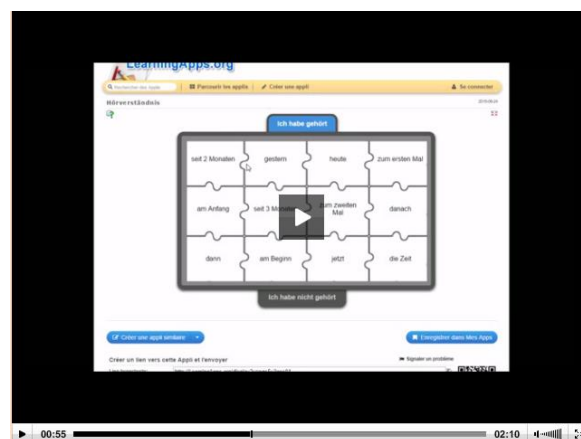 LearningApps.org
Rechercher des Applis Parcourir les applis Créer une appli Se connecter
Hörverständnis
Ich habe gehört
seit 2 Monaten gestern heute zum ersten Mal
am Anfang seit 3 Monaten zum zweiten Mal danach
dann am Beginn jetzt die Zeit
Ich habe nicht gehört
Créer une appli similaire Enregistrer dans Mes Apps
Créer un lien vers cette Appli et l'envoyer Signaler un problème
00:55 02:10